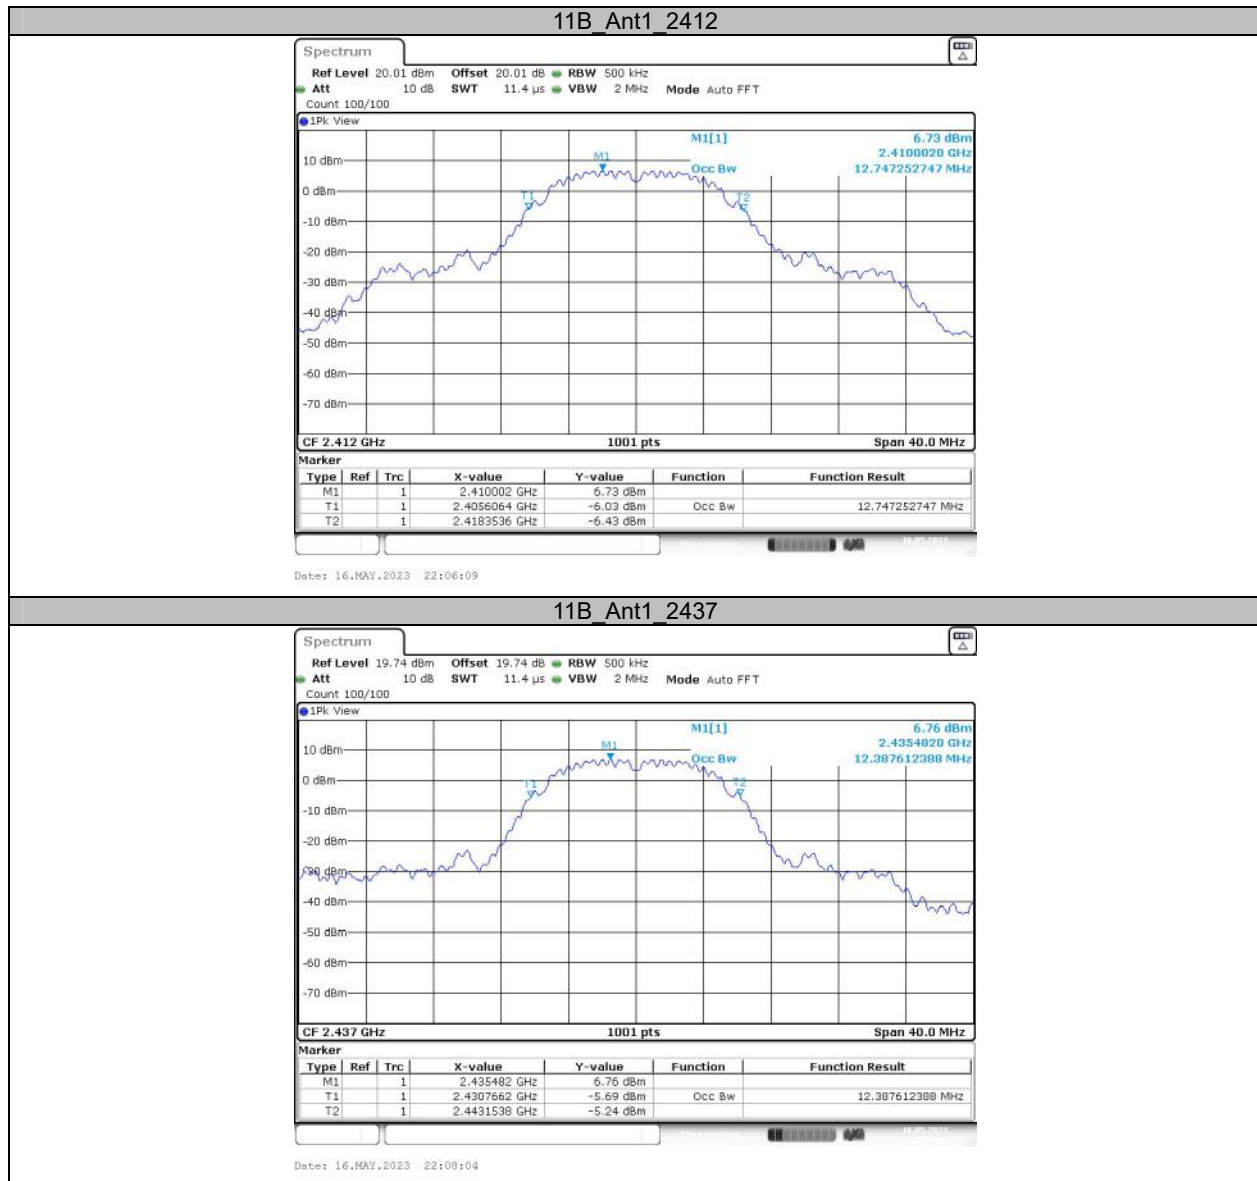 11B_Ant1_2412
Spectrum
Ref Level 20.01 dBm Offset 20.01 dB RBW 500 kHz
Att 10 dB SWT 11.4 µs VBW 2 MHz Mode Auto FFT
Count 100/100
1Pk View
M1[1] 6.73 dBm
2.4100020 GHz
Occ Bw 12.747252747 MHz
M1
T1
T2
10 dBm
0 dBm
-10 dBm
-20 dBm
-30 dBm
-40 dBm
-50 dBm
-60 dBm
-70 dBm
CF 2.412 GHz 1001 pts Span 40.0 MHz
Marker
Type Ref Trc X-value Y-value Function Function Result
M1 1 2.410002 GHz 6.73 dBm
T1 1 2.4056064 GHz -6.03 dBm Occ Bw 12.747252747 MHz
T2 1 2.4183536 GHz -6.43 dBm
Date: 16.MAY.2023 22:06:09
11B_Ant1_2437
Spectrum
Ref Level 19.74 dBm Offset 19.74 dB RBW 500 kHz
Att 10 dB SWT 11.4 µs VBW 2 MHz Mode Auto FFT
Count 100/100
1Pk View
M1[1] 6.76 dBm
2.4354820 GHz
Occ Bw 12.387612388 MHz
M1
T1
T2
10 dBm
0 dBm
-10 dBm
-20 dBm
-30 dBm
-40 dBm
-50 dBm
-60 dBm
-70 dBm
CF 2.437 GHz 1001 pts Span 40.0 MHz
Marker
Type Ref Trc X-value Y-value Function Function Result
M1 1 2.435482 GHz 6.76 dBm
T1 1 2.4307662 GHz -5.69 dBm Occ Bw 12.387612388 MHz
T2 1 2.4431538 GHz -5.24 dBm
Date: 16.MAY.2023 22:08:04